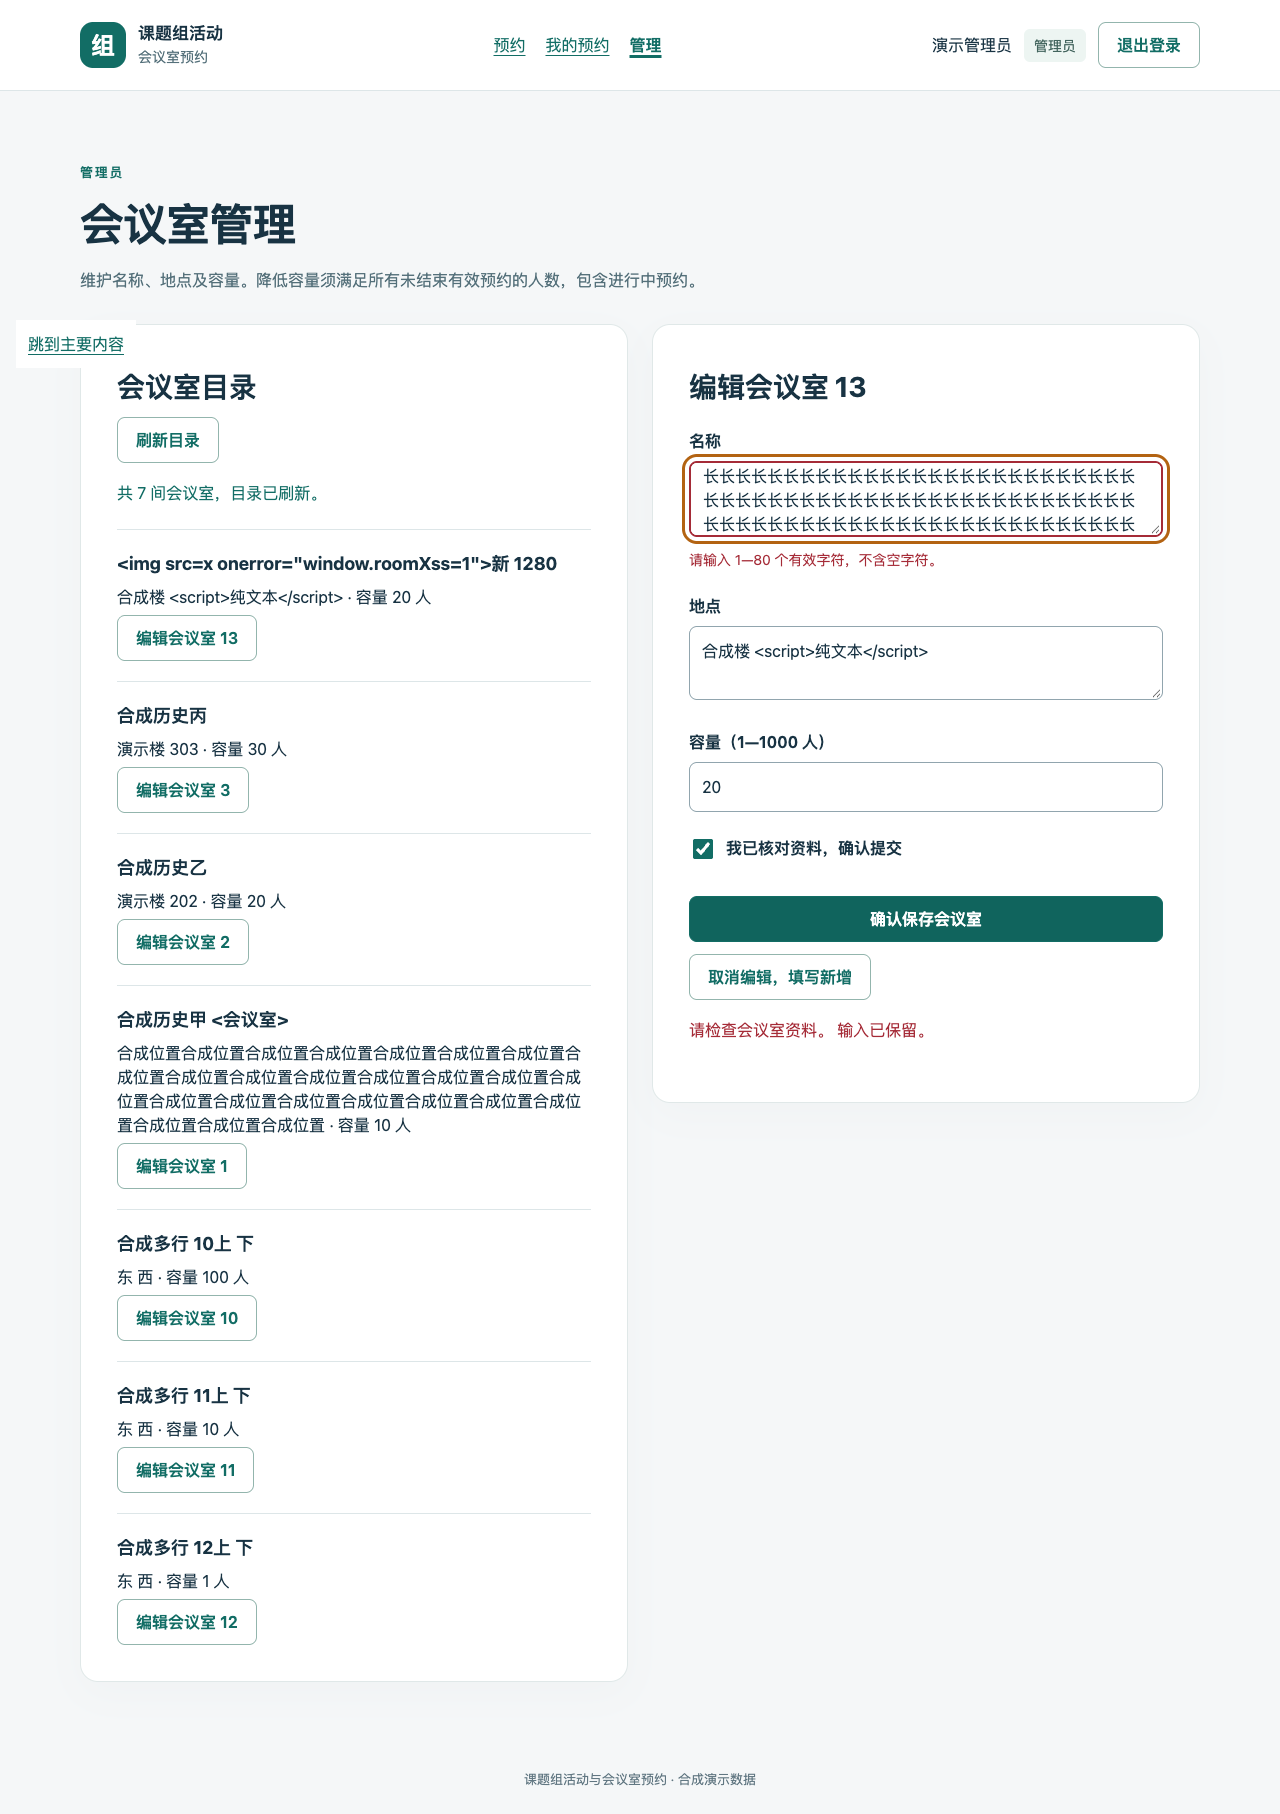 组
课题组活动
会议室预约
预约
我的预约
管理
演示管理员
管理员
退出登录
管理员
会议室管理
维护名称、地点及容量。降低容量须满足所有未结束有效预约的人数，包含进行中预约。
跳到主要内容
会议室目录
刷新目录
共 7 间会议室，目录已刷新。
<img src=x onerror="window.roomXss=1">新 1280
合成楼 <script>纯文本</script> · 容量 20 人
编辑会议室 13
合成历史丙
演示楼 303 · 容量 30 人
编辑会议室 3
合成历史乙
演示楼 202 · 容量 20 人
编辑会议室 2
合成历史甲 <会议室>
合成位置合成位置合成位置合成位置合成位置合成位置合成位置合
成位置合成位置合成位置合成位置合成位置合成位置合成位置合成
位置合成位置合成位置合成位置合成位置合成位置合成位置合成位
置合成位置合成位置合成位置 · 容量 10 人
编辑会议室 1
合成多行 10上 下
东 西 · 容量 100 人
编辑会议室 10
合成多行 11上 下
东 西 · 容量 10 人
编辑会议室 11
合成多行 12上 下
东 西 · 容量 1 人
编辑会议室 12
编辑会议室 13
名称
长长长长长长长长长长长长长长长长长长长长长长长长长长长
长长长长长长长长长长长长长长长长长长长长长长长长长长长
长长长长长长长长长长长长长长长长长长长长长长长长长长长
请输入 1—80 个有效字符，不含空字符。
地点
合成楼 <script>纯文本</script>
容量（1—1000 人）
20
我已核对资料，确认提交
确认保存会议室
取消编辑，填写新增
请检查会议室资料。 输入已保留。
课题组活动与会议室预约 · 合成演示数据